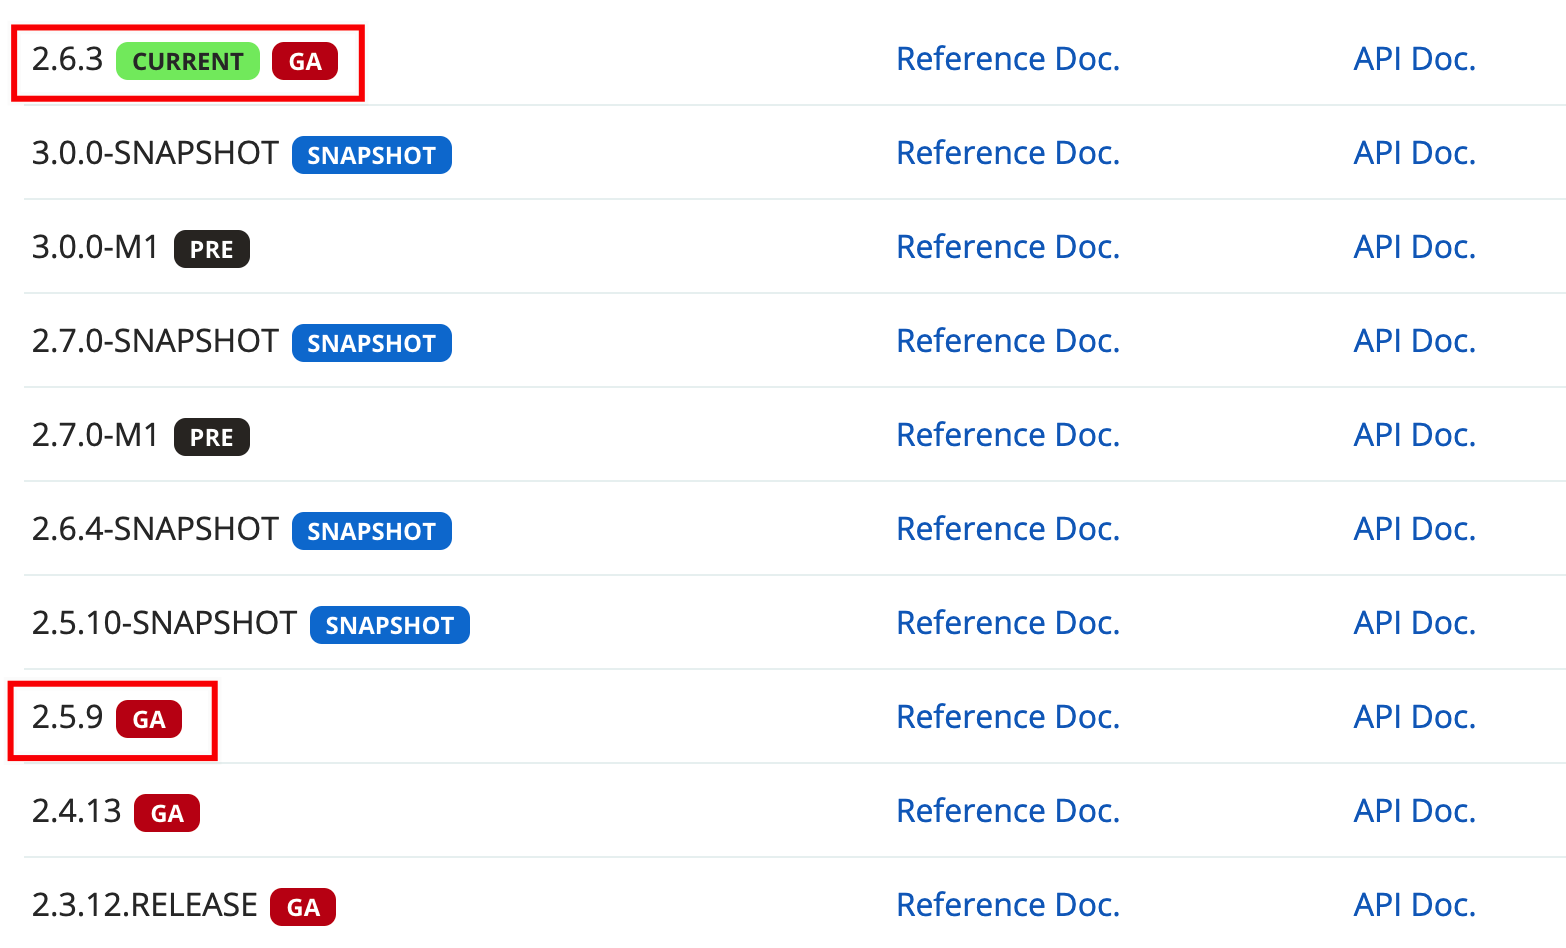 2.6.3 CURRENT GA Reference Doc. API Doc.
3.0.0-SNAPSHOT SNAPSHOT Reference Doc. API Doc.
3.0.0-M1 PRE Reference Doc. API Doc.
2.7.0-SNAPSHOT SNAPSHOT Reference Doc. API Doc.
2.7.0-M1 PRE Reference Doc. API Doc.
2.6.4-SNAPSHOT SNAPSHOT Reference Doc. API Doc.
2.5.10-SNAPSHOT SNAPSHOT Reference Doc. API Doc.
2.5.9 GA Reference Doc. API Doc.
2.4.13 GA Reference Doc. API Doc.
2.3.12.RELEASE GA Reference Doc. API Doc.